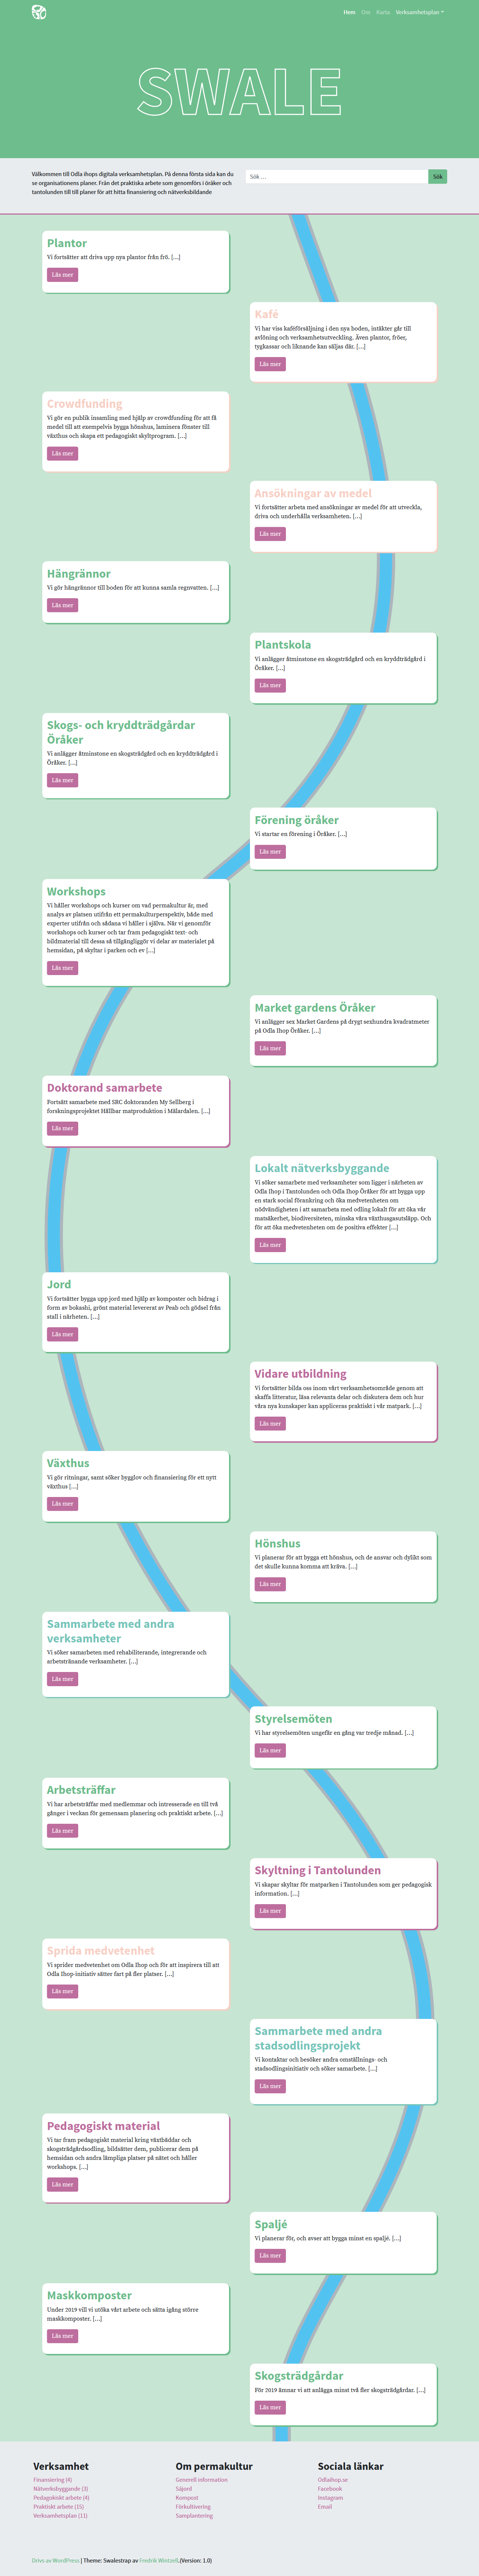 Hem Om Karta Verksamhetsplan
SWALE
Välkommen till Odla ihops digitala verksamhetsplan. På denna första sida kan du
se organisationens planer. Från det praktiska arbete som genomförs i öråker och
tantolunden till till planer för att hitta finansiering och nätverksbildande
Sök …
Sök
Plantor
Vi fortsätter att driva upp nya plantor från frö. […]
Läs mer
Kafé
Vi har viss kaféförsäljning i den nya boden, intäkter går till
avlöning och verksamhetsutveckling. Även plantor, fröer,
tygkassar och liknande kan säljas där. […]
Läs mer
Crowdfunding
Vi gör en publik insamling med hjälp av crowdfunding för att få
medel till att exempelvis bygga hönshus, laminera fönster till
växthus och skapa ett pedagogiskt skyltprogram. […]
Läs mer
Ansökningar av medel
Vi fortsätter arbeta med ansökningar av medel för att utveckla,
driva och underhålla verksamheten. […]
Läs mer
Hängrännor
Vi gör hängrännor till boden för att kunna samla regnvatten. […]
Läs mer
Plantskola
Vi anlägger åtminstone en skogsträdgård och en kryddträdgård i
Öråker. […]
Läs mer
Skogs- och kryddträdgårdar
Öråker
Vi anlägger åtminstone en skogsträdgård och en kryddträdgård i
Öråker. […]
Läs mer
Förening öråker
Vi startar en förening i Öråker. […]
Läs mer
Workshops
Vi håller workshops och kurser om vad permakultur är, med
analys av platsen utifrån ett permakulturperspektiv, både med
experter utifrån och sådana vi håller i själva. När vi genomför
workshops och kurser och tar fram pedagogiskt text- och
bildmaterial till dessa så tillgängliggör vi delar av materialet på
hemsidan, på skyltar i parken och ev […]
Läs mer
Market gardens Öråker
Vi anlägger sex Market Gardens på drygt sexhundra kvadratmeter
på Odla Ihop Öråker. […]
Läs mer
Doktorand samarbete
Fortsätt samarbete med SRC doktoranden My Sellberg i
forskningsprojektet Hållbar matproduktion i Mälardalen. […]
Läs mer
Lokalt nätverksbyggande
Vi söker samarbete med verksamheter som ligger i närheten av
Odla Ihop i Tantolunden och Odla Ihop Öråker för att bygga upp
en stark social förankring och öka medvetenheten om
nödvändigheten i att samarbeta med odling lokalt för att öka vår
matsäkerhet, biodiversiteten, minska våra växthusgasutsläpp. Och
för att öka medvetenheten om de positiva effekter […]
Läs mer
Jord
Vi fortsätter bygga upp jord med hjälp av komposter och bidrag i
form av bokashi, grönt material levererat av Peab och gödsel från
stall i närheten. […]
Läs mer
Vidare utbildning
Vi fortsätter bilda oss inom vårt verksamhetsområde genom att
skaffa litteratur, läsa relevanta delar och diskutera dem och hur
våra nya kunskaper kan appliceras praktiskt i vår matpark. […]
Läs mer
Växthus
Vi gör ritningar, samt söker bygglov och finansiering för ett nytt
växthus […]
Läs mer
Hönshus
Vi planerar för att bygga ett hönshus, och de ansvar och dylikt som
det skulle kunna komma att kräva. […]
Läs mer
Sammarbete med andra
verksamheter
Vi söker samarbeten med rehabiliterande, integrerande och
arbetstränande verksamheter. […]
Läs mer
Styrelsemöten
Vi har styrelsemöten ungefär en gång var tredje månad. […]
Läs mer
Arbetsträffar
Vi har arbetsträffar med medlemmar och intresserade en till två
gånger i veckan för gemensam planering och praktiskt arbete. […]
Läs mer
Skyltning i Tantolunden
Vi skapar skyltar för matparken i Tantolunden som ger pedagogisk
information. […]
Läs mer
Sprida medvetenhet
Vi sprider medvetenhet om Odla Ihop och för att inspirera till att
Odla Ihop-initiativ sätter fart på fler platser. […]
Läs mer
Sammarbete med andra
stadsodlingsprojekt
Vi kontaktar och besöker andra omställnings- och
stadsodlingsinitiativ och söker samarbete. […]
Läs mer
Pedagogiskt material
Vi tar fram pedagogiskt material kring växtbäddar och
skogsträdgårdsodling, bildsätter dem, publicerar dem på
hemsidan och andra lämpliga platser på nätet och håller
workshops. […]
Läs mer
Spaljé
Vi planerar för, och avser att bygga minst en spaljé. […]
Läs mer
Maskkomposter
Under 2019 vill vi utöka vårt arbete och sätta igång större
maskkomposter. […]
Läs mer
Skogsträdgårdar
För 2019 ämnar vi att anlägga minst två fler skogsträdgårdar. […]
Läs mer
Verksamhet
Finansiering (4)
Nätverksbyggande (3)
Pedagokiskt arbete (4)
Praktiskt arbete (15)
Verksamhetsplan (11)
Om permakultur
Generell information
Såjord
Kompost
Förkultivering
Samplantering
Sociala länkar
Odlaihop.se
Facebook
Instagram
Email
Drivs av WordPress | Theme: Swalestrap av Fredrik Wintzell.(Version: 1.0)